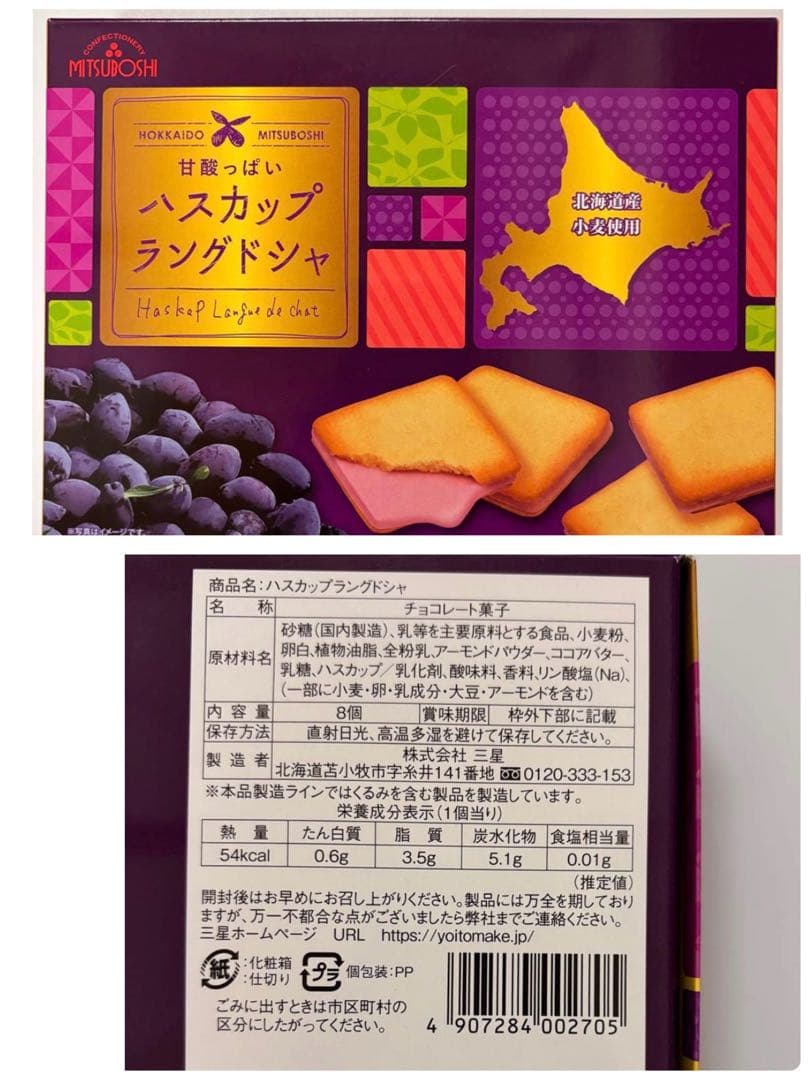 CONFECTIONERY
MITSUBOSHI
HOKKAIDO MITSUBOSHI
甘酸っぱい
ハスカップ
ラングドシャ
Haskap Langue de chat
北海道産
小麦使用
※写真はイメージです。
商品名:ハスカップラングドシャ
名 称 チョコレート菓子
原材料名 砂糖(国内製造)、乳等を主要原料とする食品、小麦粉、
卵白、植物油脂、全粉乳、アーモンドパウダー、ココアバター、
乳糖、ハスカップ/乳化剤、酸味料、香料、リン酸塩(Na)、
(一部に小麦・卵・乳成分・大豆・アーモンドを含む)
内容量 8個 賞味期限 枠外下部に記載
保存方法 直射日光、高温多湿を避けて保存してください。
製造者 株式会社 三星
北海道苫小牧市字糸井141番地 0120-333-153
※本品製造ラインではくるみを含む製品を製造しています。
栄養成分表示(1個当り)
熱 量 たん白質 脂 質 炭水化物 食塩相当量
54kcal 0.6g 3.5g 5.1g 0.01g
(推定値)
開封後はお早めにお召し上がりください。製品には万全を期しており
ますが、万一不都合な点がございましたら弊社までご連絡ください。
三星ホームページ URL https://yoitomake.jp/
紙 :化粧箱 プラ 個包装:PP
:仕切り
ごみに出すときは市区町村の
区分にしたがってください。
4 907284 002705